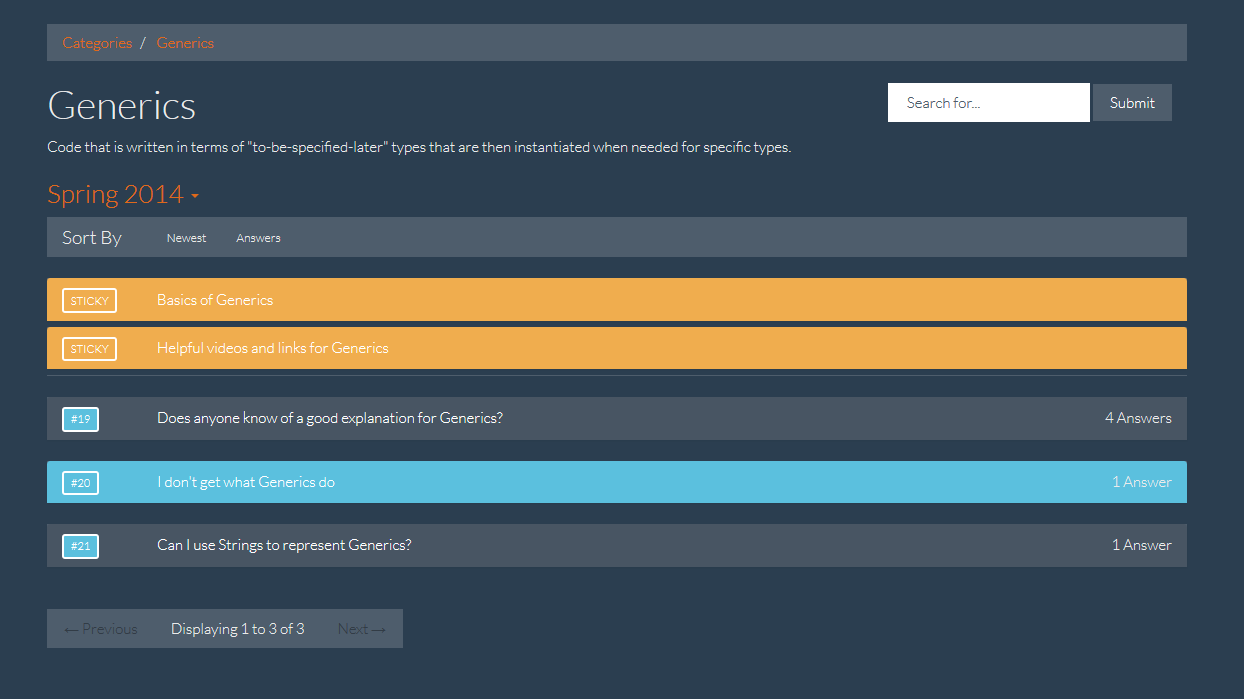 Categories / Generics
Generics
Search for... Submit
Code that is written in terms of "to-be-specified-later" types that are then instantiated when needed for specific types.
Spring 2014
Sort By Newest Answers
STICKY Basics of Generics
STICKY Helpful videos and links for Generics
#19 Does anyone know of a good explanation for Generics? 4 Answers
#20 I don't get what Generics do 1 Answer
#21 Can I use Strings to represent Generics? 1 Answer
← Previous Displaying 1 to 3 of 3 Next →